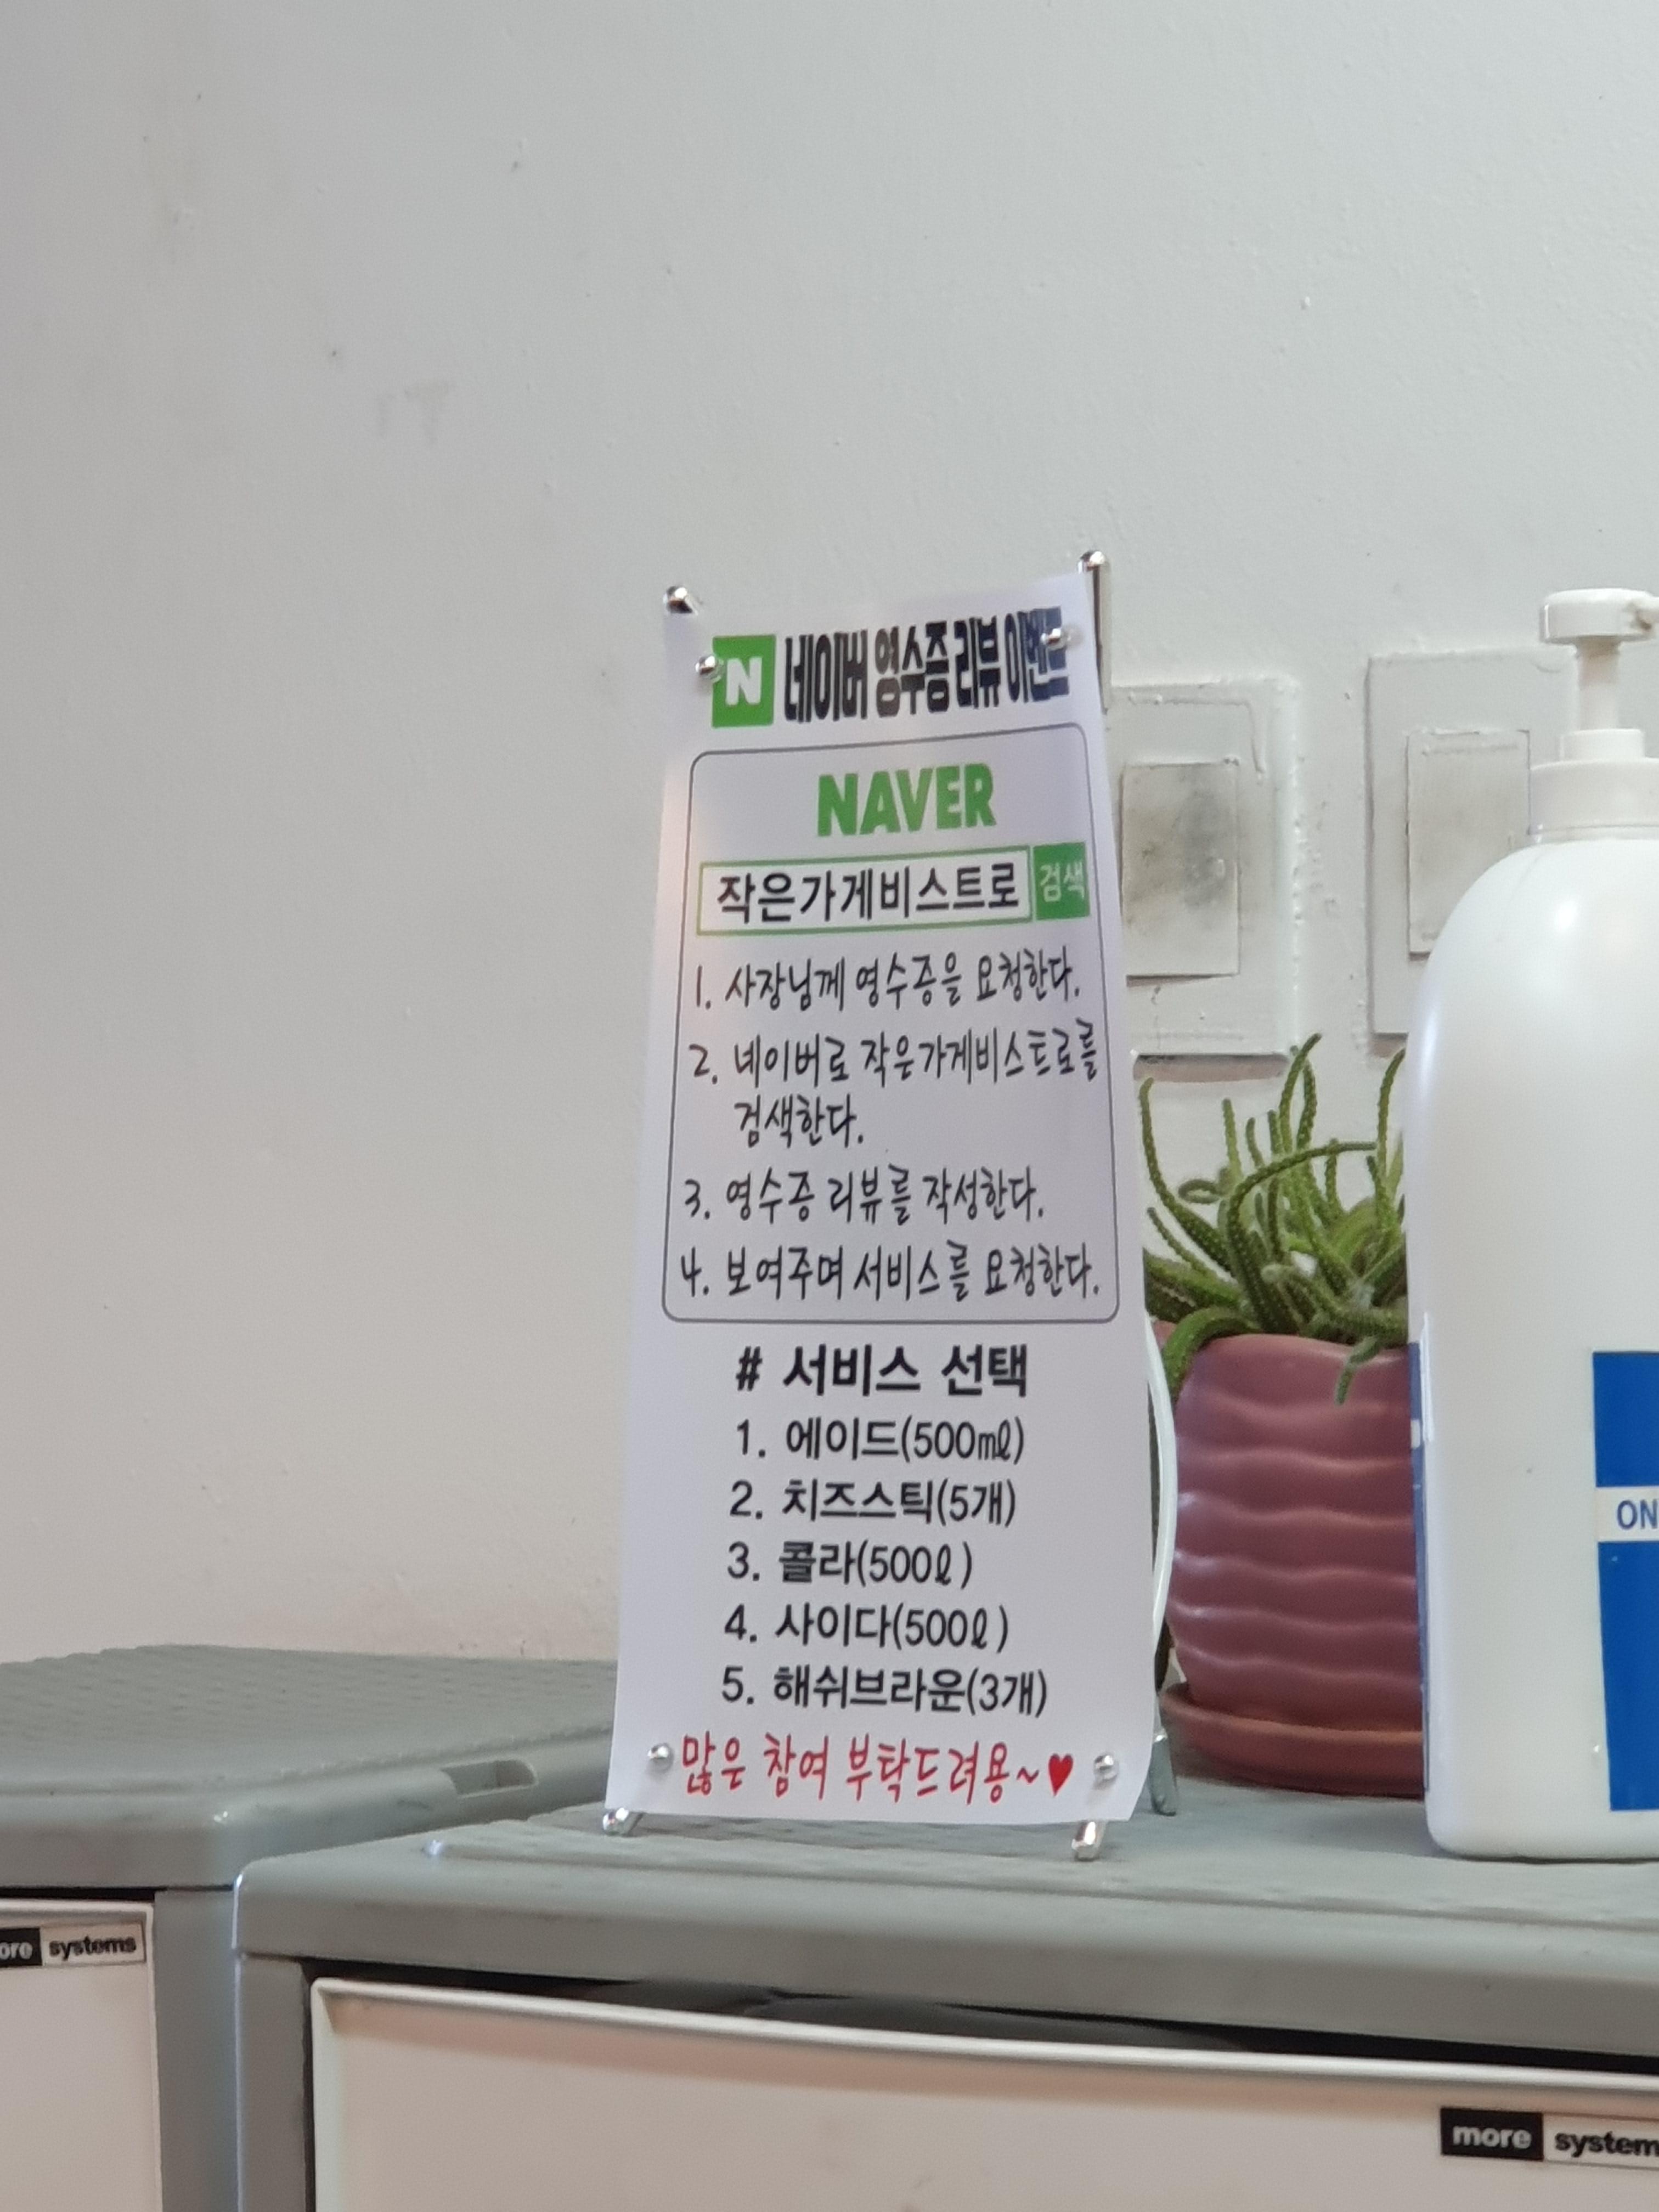 N 네이버 영수증 리뷰 이벤트
NAVER
작은가게비스트로 검색
1. 사장님께 영수증을 요청한다.
2. 네이버로 작은가게비스트로를
검색한다.
3. 영수증 리뷰를 작성한다.
4. 보여주며 서비스를 요청한다.
# 서비스 선택
1. 에이드(500㎖)
2. 치즈스틱(5개)
3. 콜라(500ℓ)
4. 사이다(500ℓ)
5. 해쉬브라운(3개)
많은 참여 부탁드려용~♥
ON
ore systems
more system